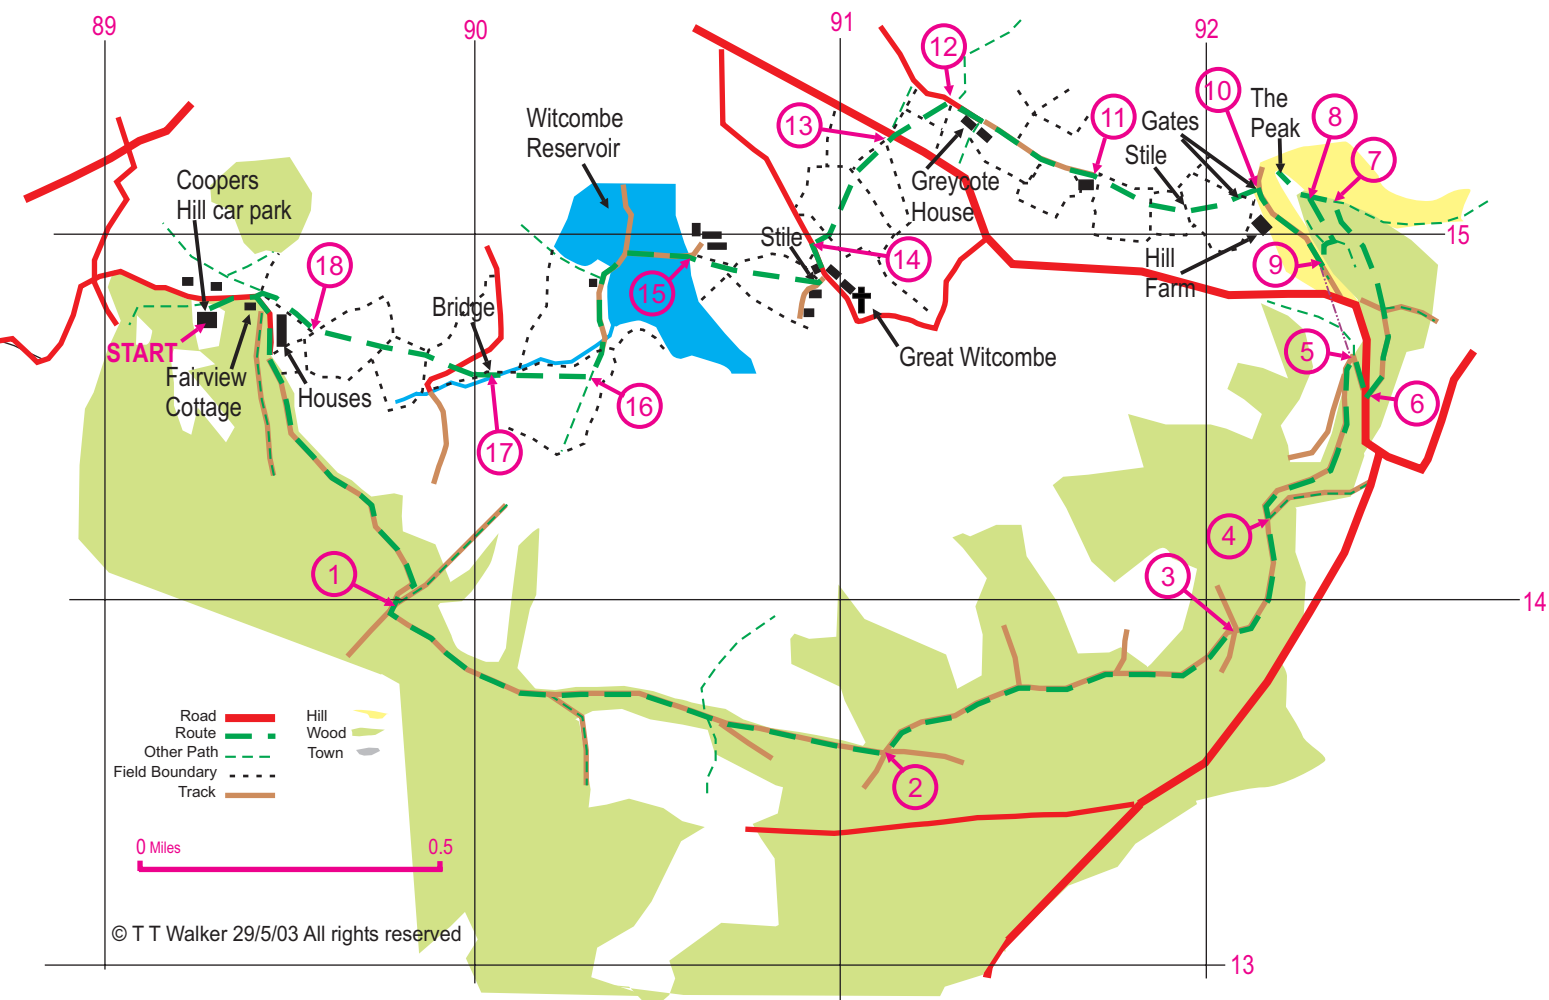 89
90
91
92
12
10
The
Peak
8
Witcombe
Reservoir
13
11
Gates
Stile
7
Coopers
Hill car park
Greycote
House
Stile
15
18
14
9
Hill
Farm
15
Bridge
START
Fairview
Cottage
Houses
Great Witcombe
5
16
6
17
4
1
3
14
2
Road
Route
Other Path
Field Boundary
Track
Hill
Wood
Town
0 Miles
0.5
© T T Walker 29/5/03 All rights reserved
13